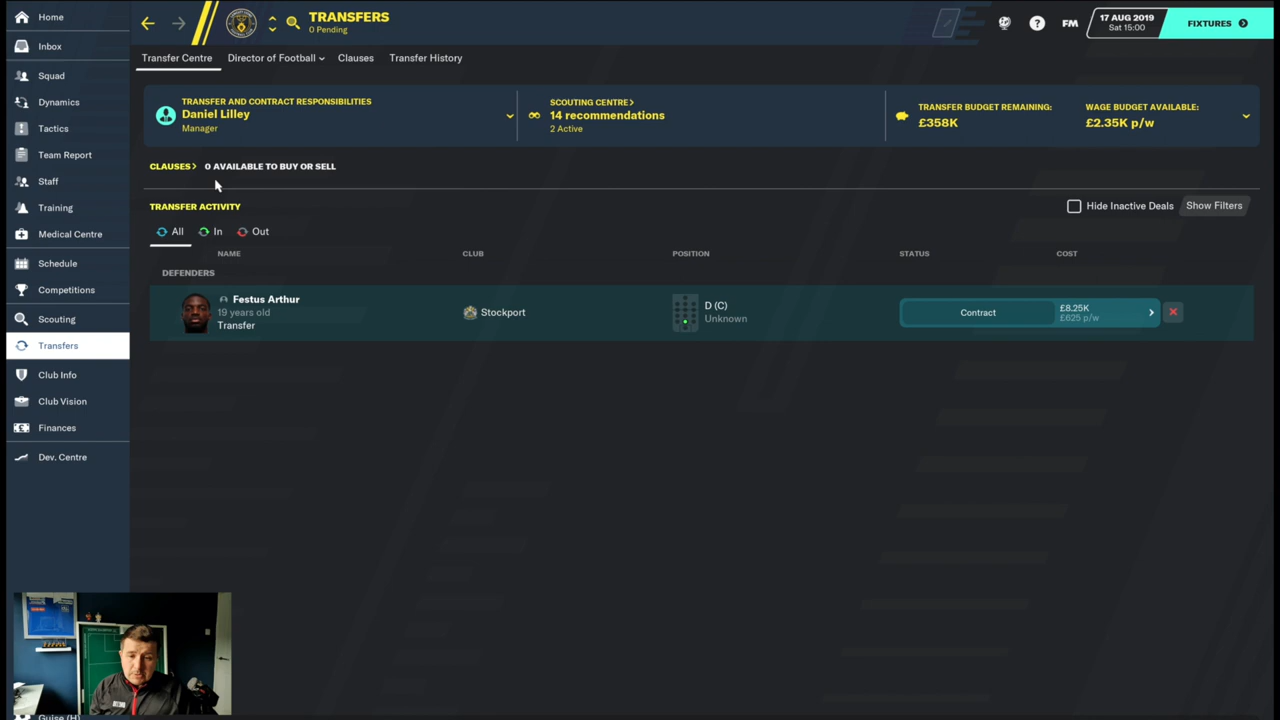 Home
Inbox
Squad
Dynamics
Tactics
Team Report
Staff
Training
Medical Centre
Schedule
Competitions
Scouting
Transfers
Club Info
Club Vision
Finances
Dev. Centre
TRANSFERS
0 Pending
FM
17 AUG 2019
Sat 15:00
FIXTURES
Transfer Centre
Director of Football
Clauses
Transfer History
TRANSFER AND CONTRACT RESPONSIBILITIES
Daniel Lilley
Manager
SCOUTING CENTRE>
14 recommendations
2 Active
TRANSFER BUDGET REMAINING:
£358K
WAGE BUDGET AVAILABLE:
£2.35K p/w
CLAUSES> 0 AVAILABLE TO BUY OR SELL
TRANSFER ACTIVITY
Hide Inactive Deals
Show Filters
All
In
Out
NAME CLUB POSITION STATUS COST
DEFENDERS
Festus Arthur
19 years old
Transfer
Stockport
D (C)
Unknown
Contract
£8.25K
£625 p/w
Guise (H)